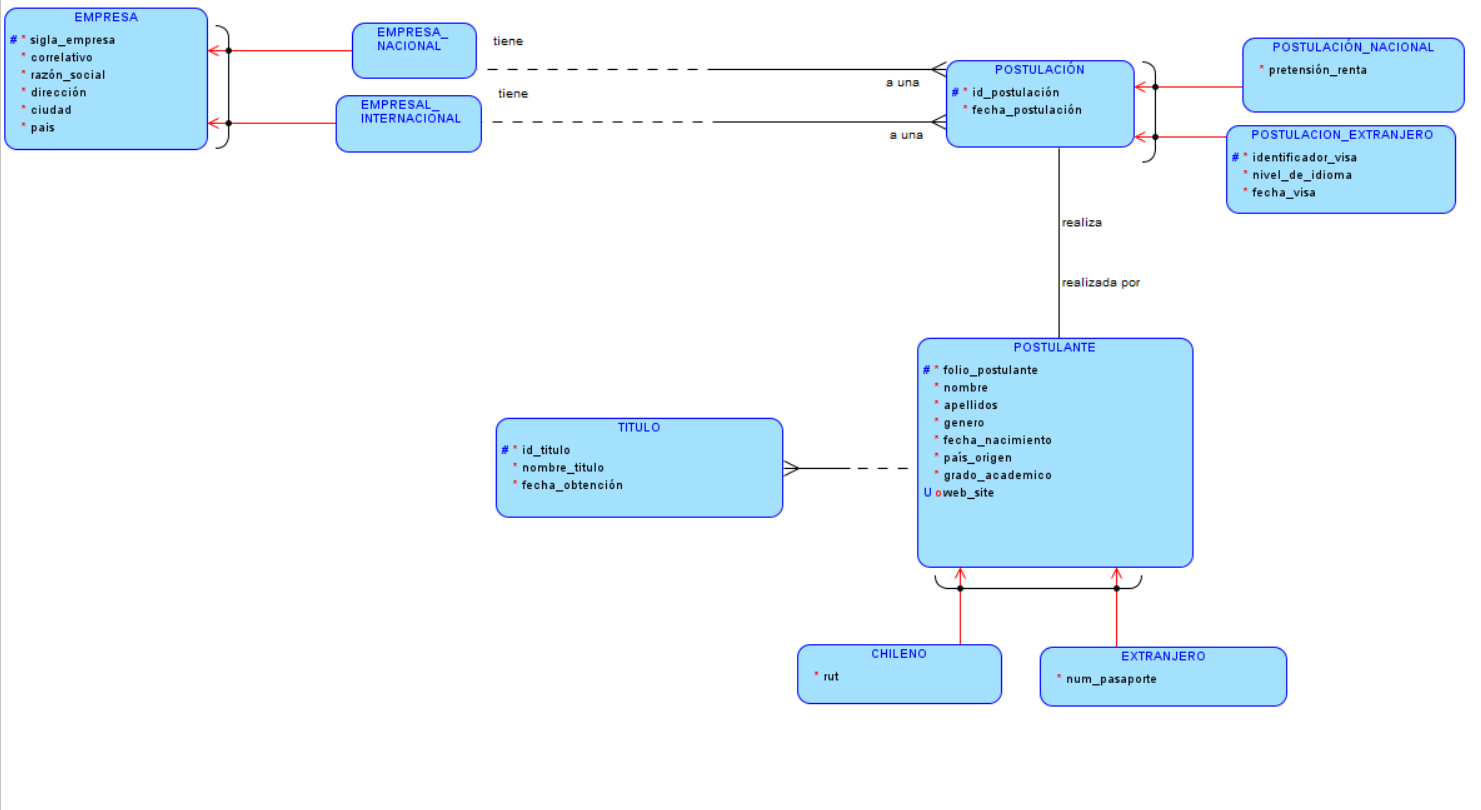 EMPRESA
# * sigla_empresa
* correlativo
* razón_social
* dirección
* ciudad
* pais
EMPRESA_
NACIONAL
EMPRESAL_
INTERNACIONAL
tiene
a una
tiene
a una
POSTULACIÓN
# * id_postulación
* fecha_postulación
POSTULACIÓN_NACIONAL
* pretensión_renta
POSTULACION_EXTRANJERO
# * identificador_visa
* nivel_de_idioma
* fecha_visa
realiza
realizada por
POSTULANTE
# * folio_postulante
* nombre
* apellidos
* genero
* fecha_nacimiento
* país_origen
* grado_academico
U o web_site
TITULO
# * id_titulo
* nombre_titulo
* fecha_obtención
CHILENO
* rut
EXTRANJERO
* num_pasaporte